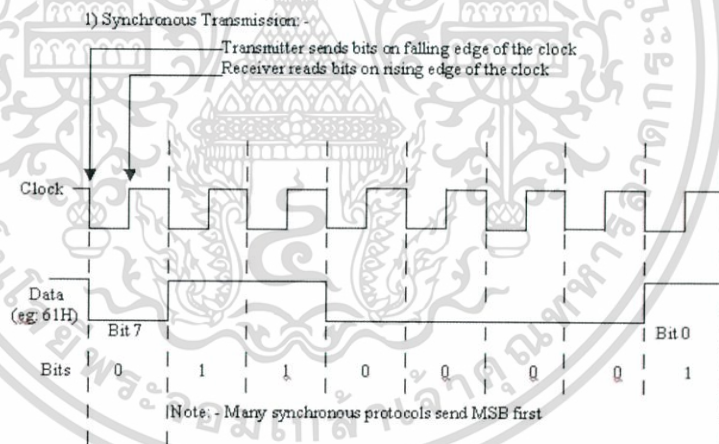 1) Synchronous Transmission: -
Transmitter sends bits on falling edge of the clock
Receiver reads bits on rising edge of the clock
Clock
Data
(eg: 61H)
Bit 7
Bit 0
Bits 0 1 1 0 0 0 0 1
Note: - Many synchronous protocols send MSB first